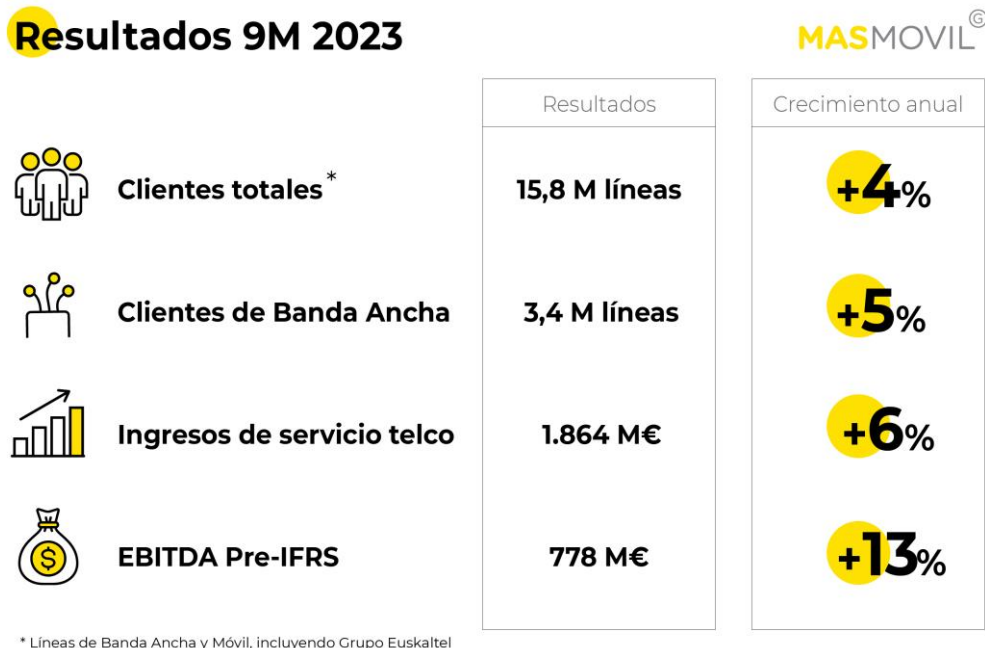 Resultados 9M 2023
MASMOVIL G
Resultados
Crecimiento anual
Clientes totales*
15,8 M líneas
+4%
Clientes de Banda Ancha
3,4 M líneas
+5%
Ingresos de servicio telco
1.864 M€
+6%
$
EBITDA Pre-IFRS
778 M€
+13%
* Líneas de Banda Ancha y Móvil, incluyendo Grupo Euskaltel